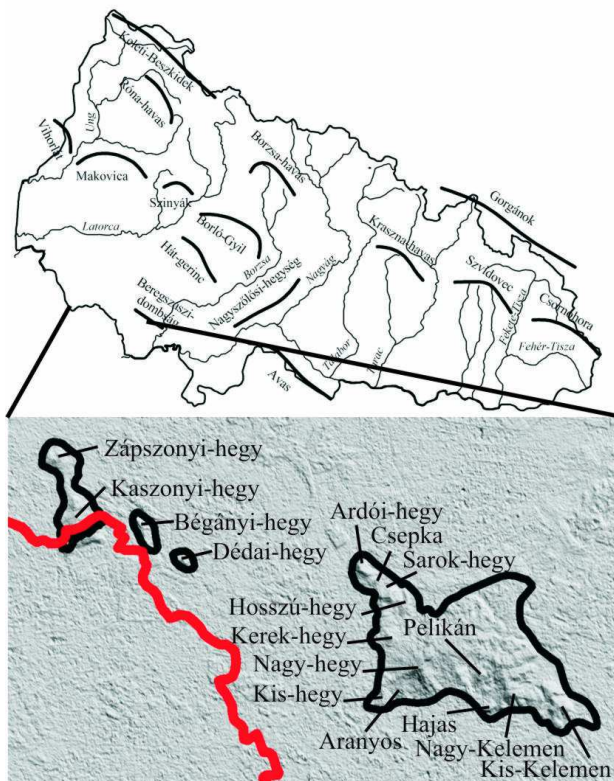 Keleti-Beszkidek
Róna-havas
Ung
Vihorlát
Makovica
Szinyák
Borzsa-havas
Gorgánok
Latorca
Borló-Gyil
Krasznahavas
Hát-gerinc
Borzsa
Nagyág
Szvidovec
Beregszászi-
dombság
Nagyszőlősi-hegység
Fekete-Tisza
Csornohora
Talabor
Tarac
Fehér-Tisza
Avas
Zápszonyi-hegy
Kaszonyi-hegy
Bégányi-hegy
Dédai-hegy
Ardói-hegy
Csepka
Sarok-hegy
Hosszú-hegy
Kerek-hegy
Pelikán
Nagy-hegy
Kis-hegy
Aranyos
Hajas
Nagy-Kelemen
Kis-Kelemen